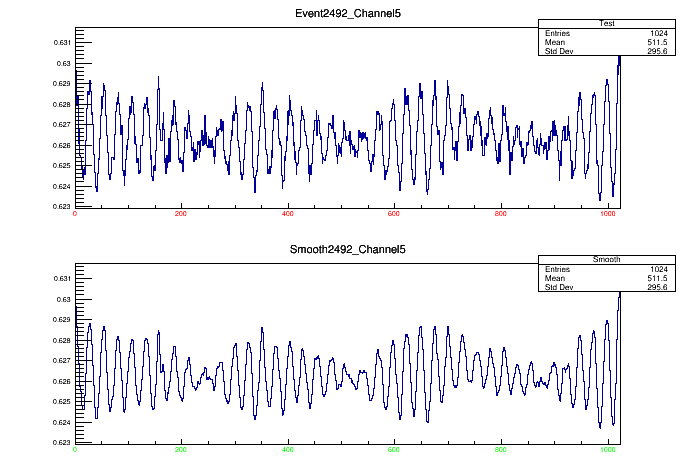 Event2492_Channel5
Test
Entries 1024
Mean 511.5
Std Dev 295.6
0.631
0.63
0.629
0.628
0.627
0.626
0.625
0.624
0.623
0 200 400 600 800 1000
Smooth2492_Channel5
Smooth
Entries 1024
Mean 511.5
Std Dev 295.6
0.631
0.63
0.629
0.628
0.627
0.626
0.625
0.624
0.623
0 200 400 600 800 1000